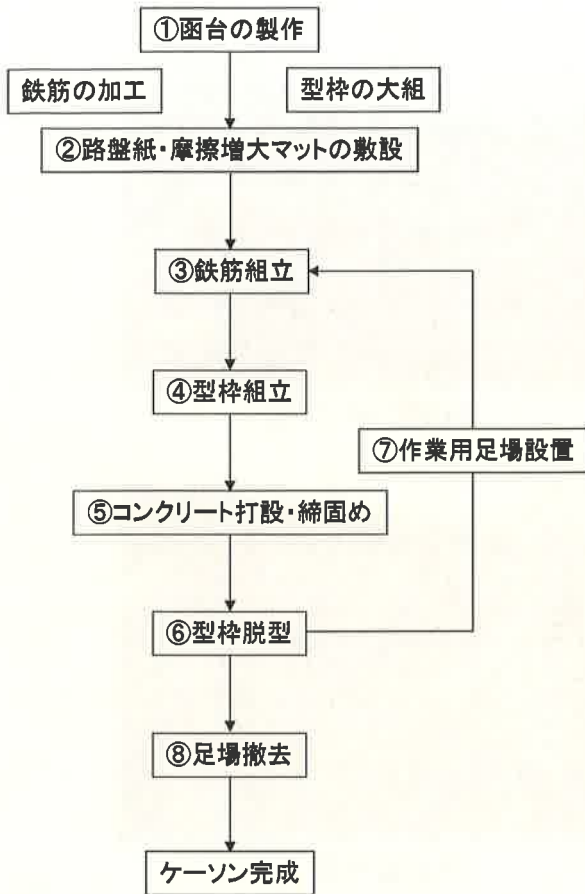 ①函台の製作
鉄筋の加工
型枠の大組
②路盤紙・摩擦増大マットの敷設
③鉄筋組立
④型枠組立
⑦作業用足場設置
⑤コンクリート打設・締固め
⑥型枠脱型
⑧足場撤去
ケーソン完成